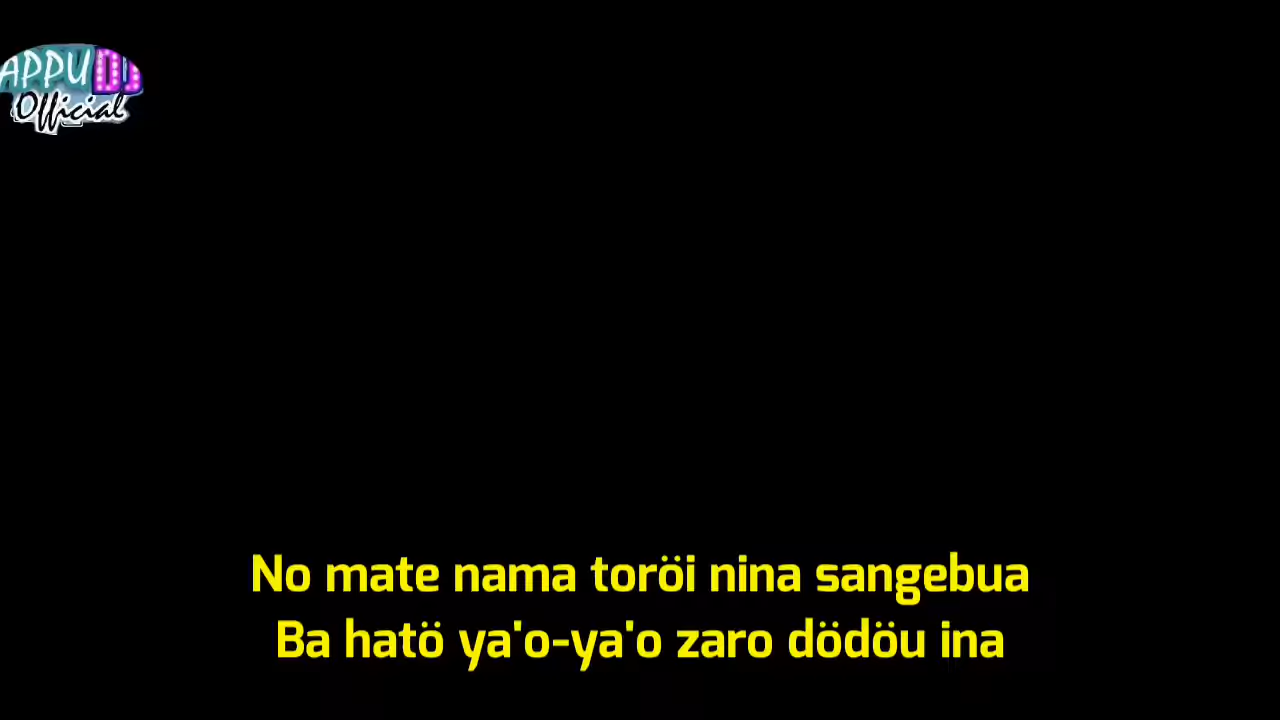 APPU DJ
Official
No mate nama toröi nina sangebua
Ba hatö ya'o-ya'o zaro dödöu ina